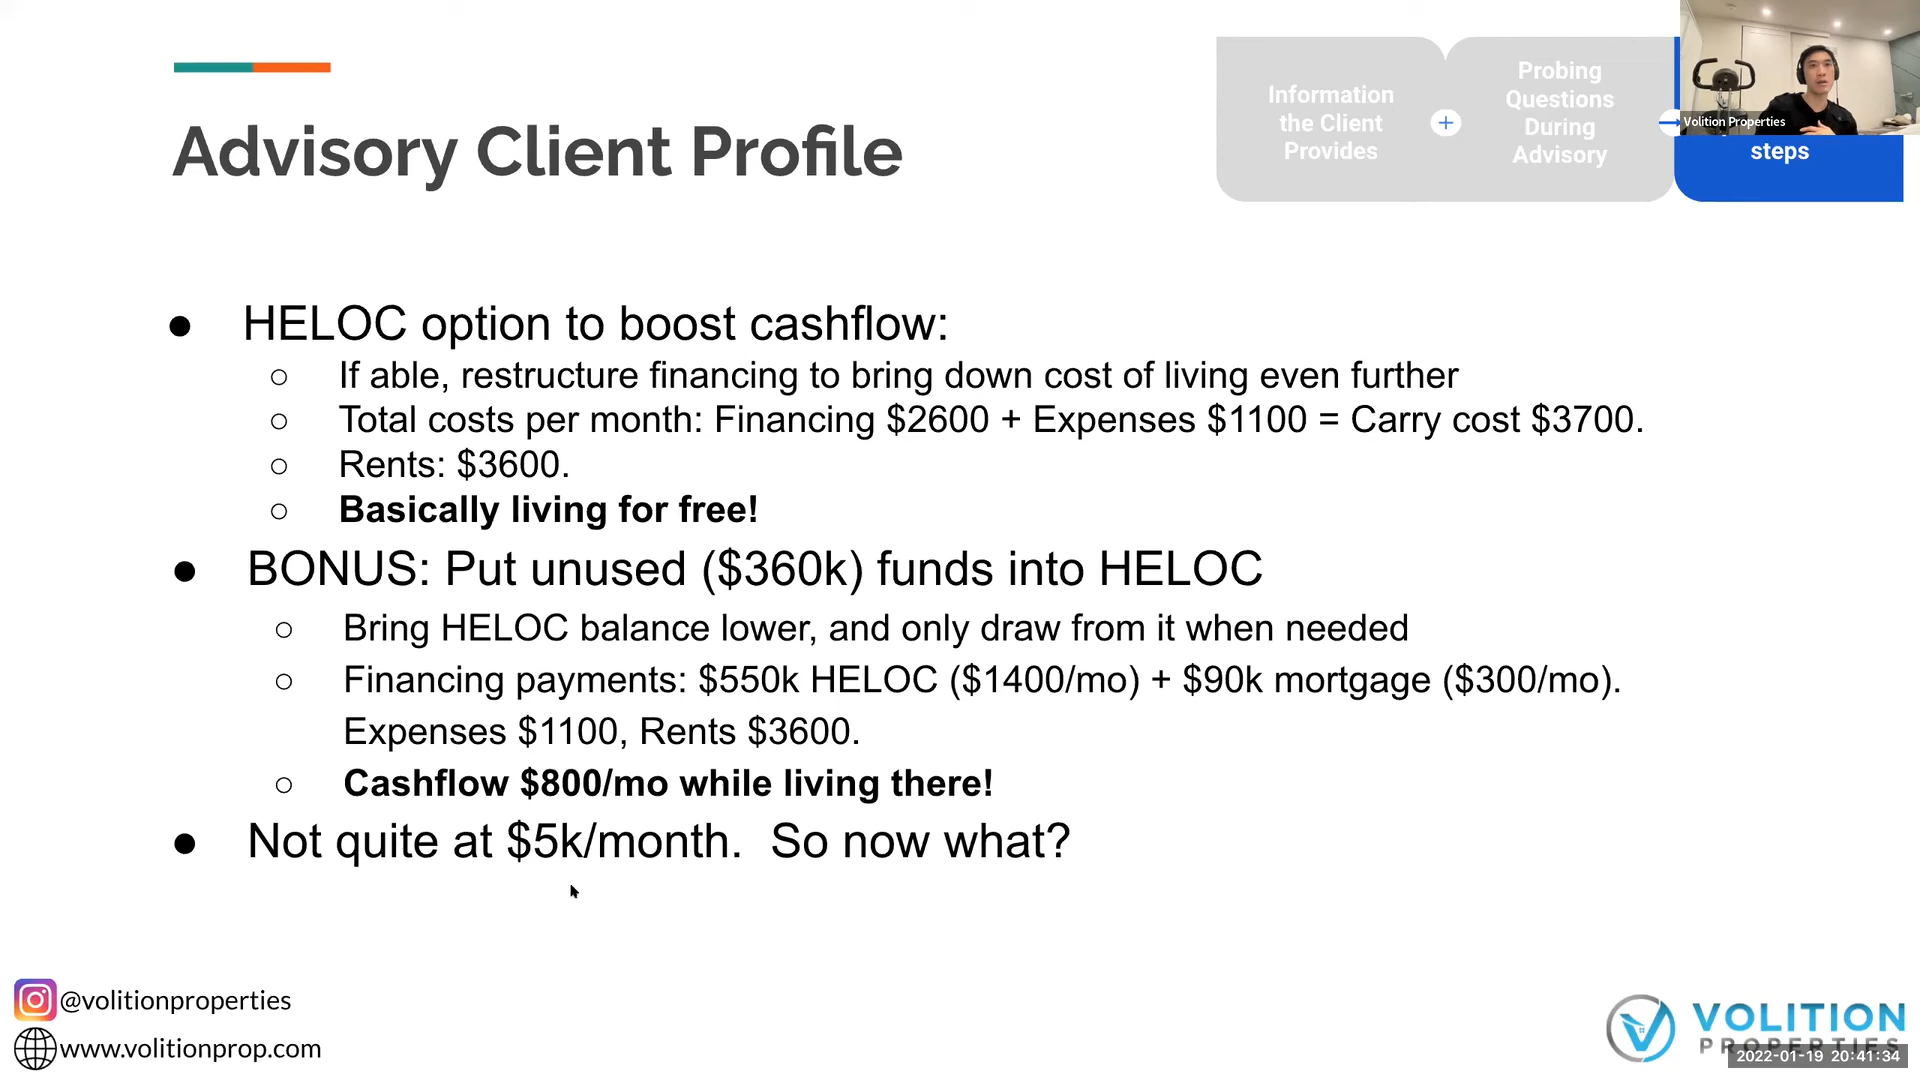 Advisory Client Profile
Information
the Client
Provides
+
Probing
Questions
During
Advisory
steps
Volition Properties
● HELOC option to boost cashflow:
○ If able, restructure financing to bring down cost of living even further
○ Total costs per month: Financing $2600 + Expenses $1100 = Carry cost $3700.
○ Rents: $3600.
○ Basically living for free!
● BONUS: Put unused ($360k) funds into HELOC
○ Bring HELOC balance lower, and only draw from it when needed
○ Financing payments: $550k HELOC ($1400/mo) + $90k mortgage ($300/mo).
Expenses $1100, Rents $3600.
○ Cashflow $800/mo while living there!
● Not quite at $5k/month.  So now what?
@volitionproperties
www.volitionprop.com
VOLITION
PROPERTIES
2022-01-19 20:41:34